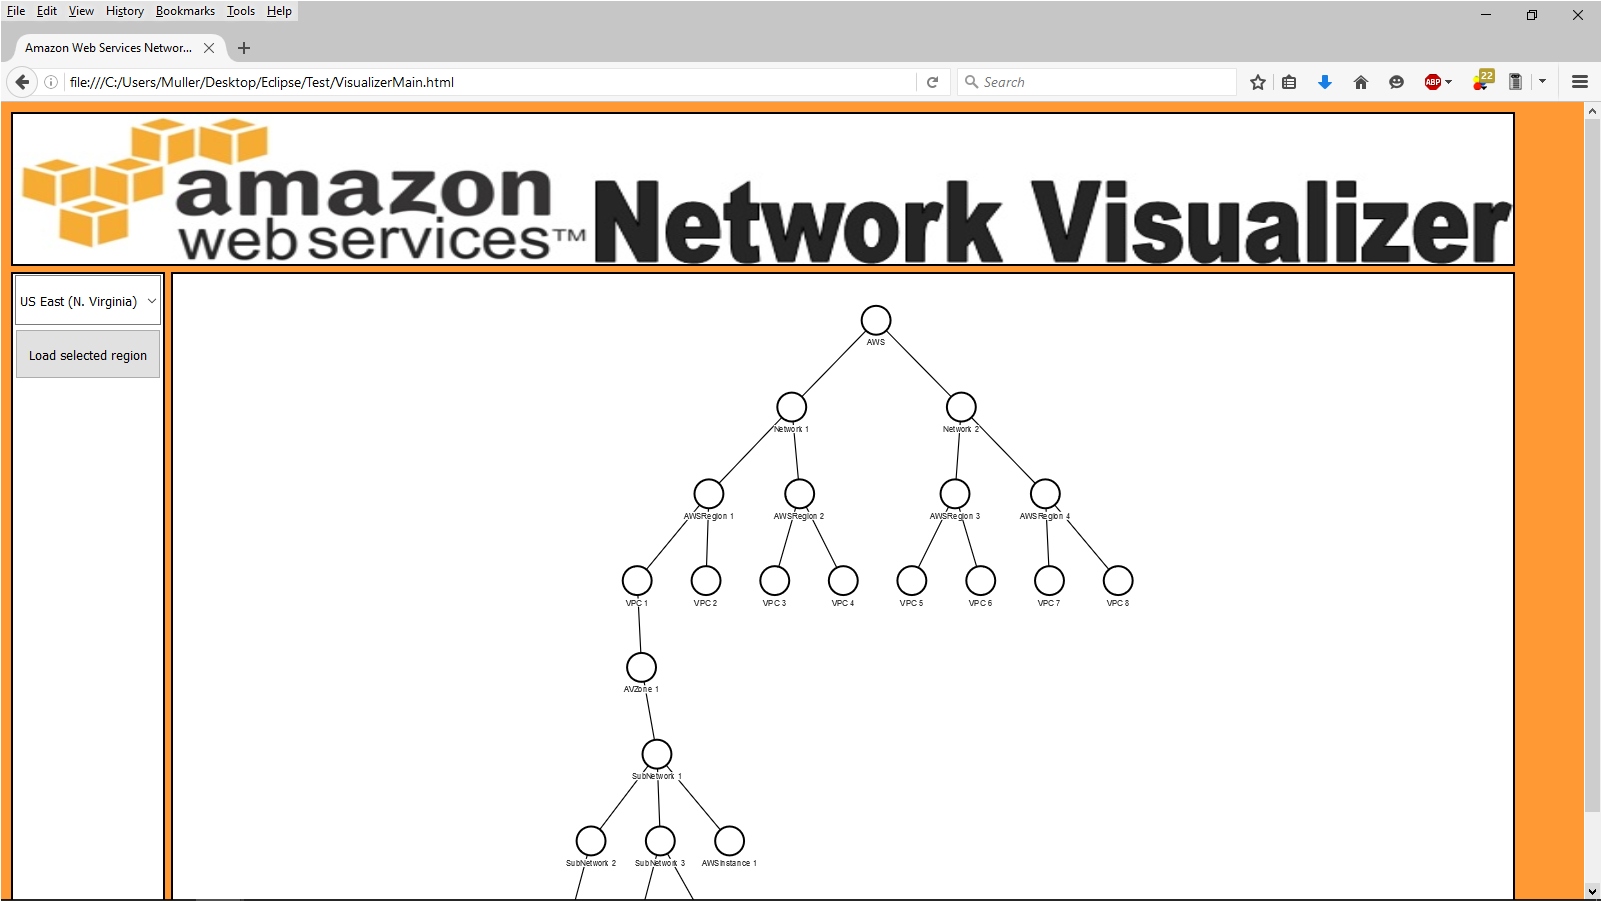 File Edit View History Bookmarks Tools Help
Amazon Web Services Networ...
file:///C:/Users/Muller/Desktop/Eclipse/Test/VisualizerMain.html
Search
ABP
22
amazon
web services™
Network Visualizer
US East (N. Virginia)
Load selected region
AWS
Network 1
Network 2
AWSRegion 1
AWSRegion 2
AWSRegion 3
AWSRegion 4
VPC 1
VPC 2
VPC 3
VPC 4
VPC 5
VPC 6
VPC 7
VPC 8
AVZone 1
SubNetwork 1
SubNetwork 2
SubNetwork 3
AWSInstance 1